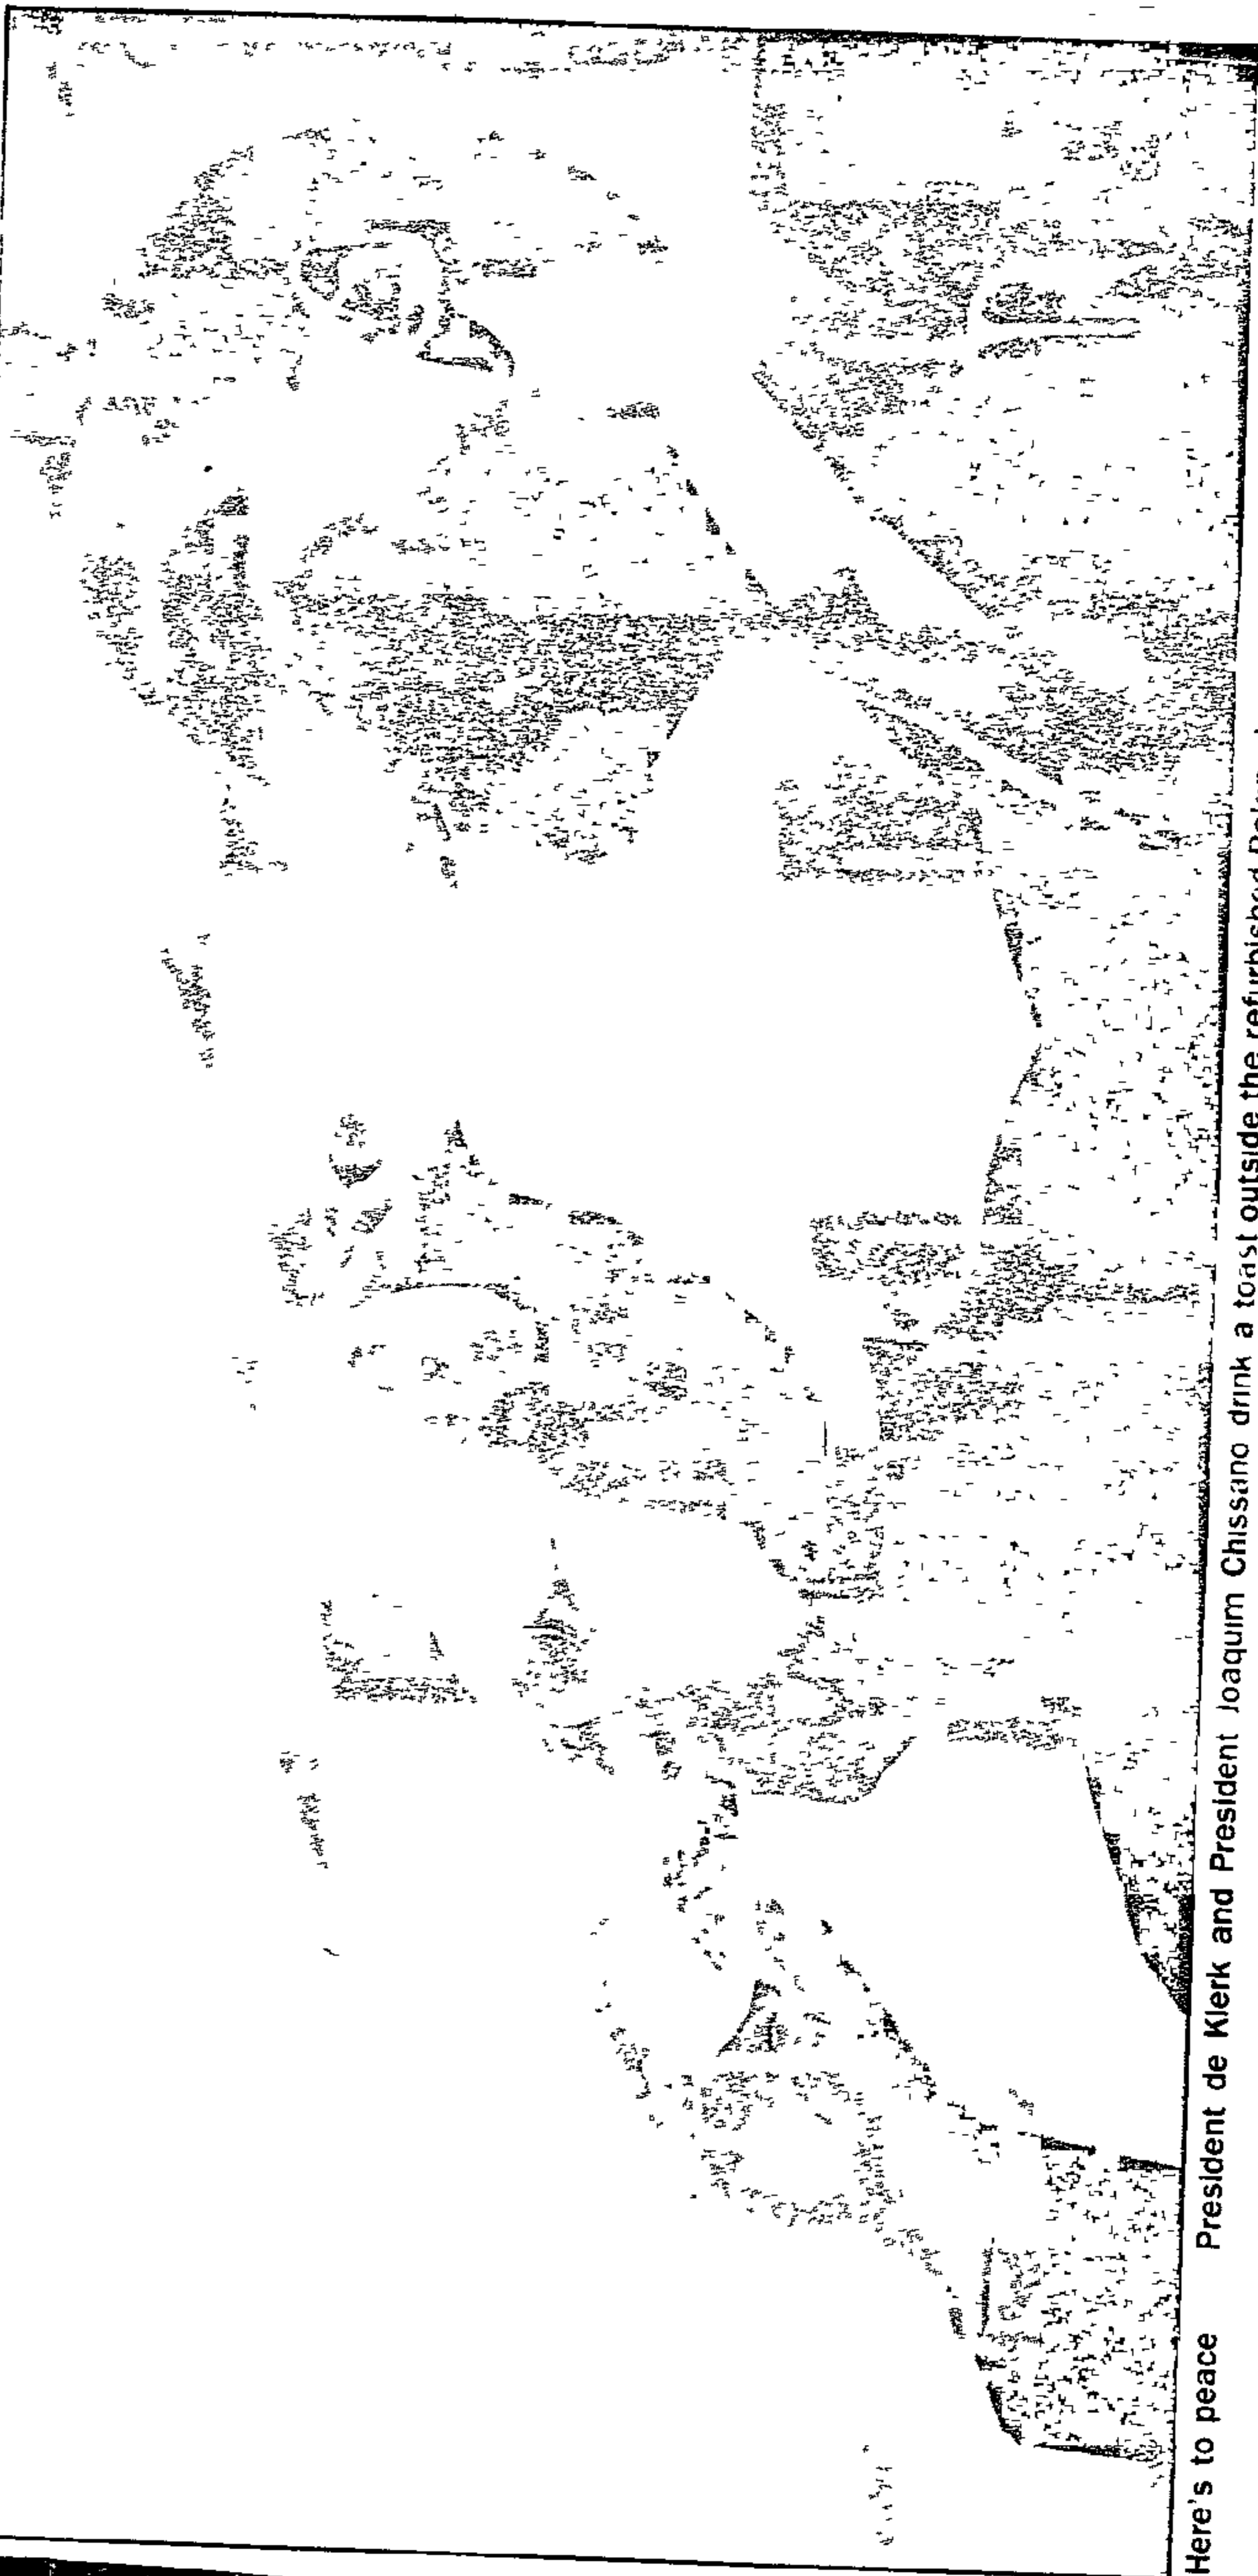 Here's to peace President de Klerk and President Joaquim Chissano drink a toast outside the refurbished